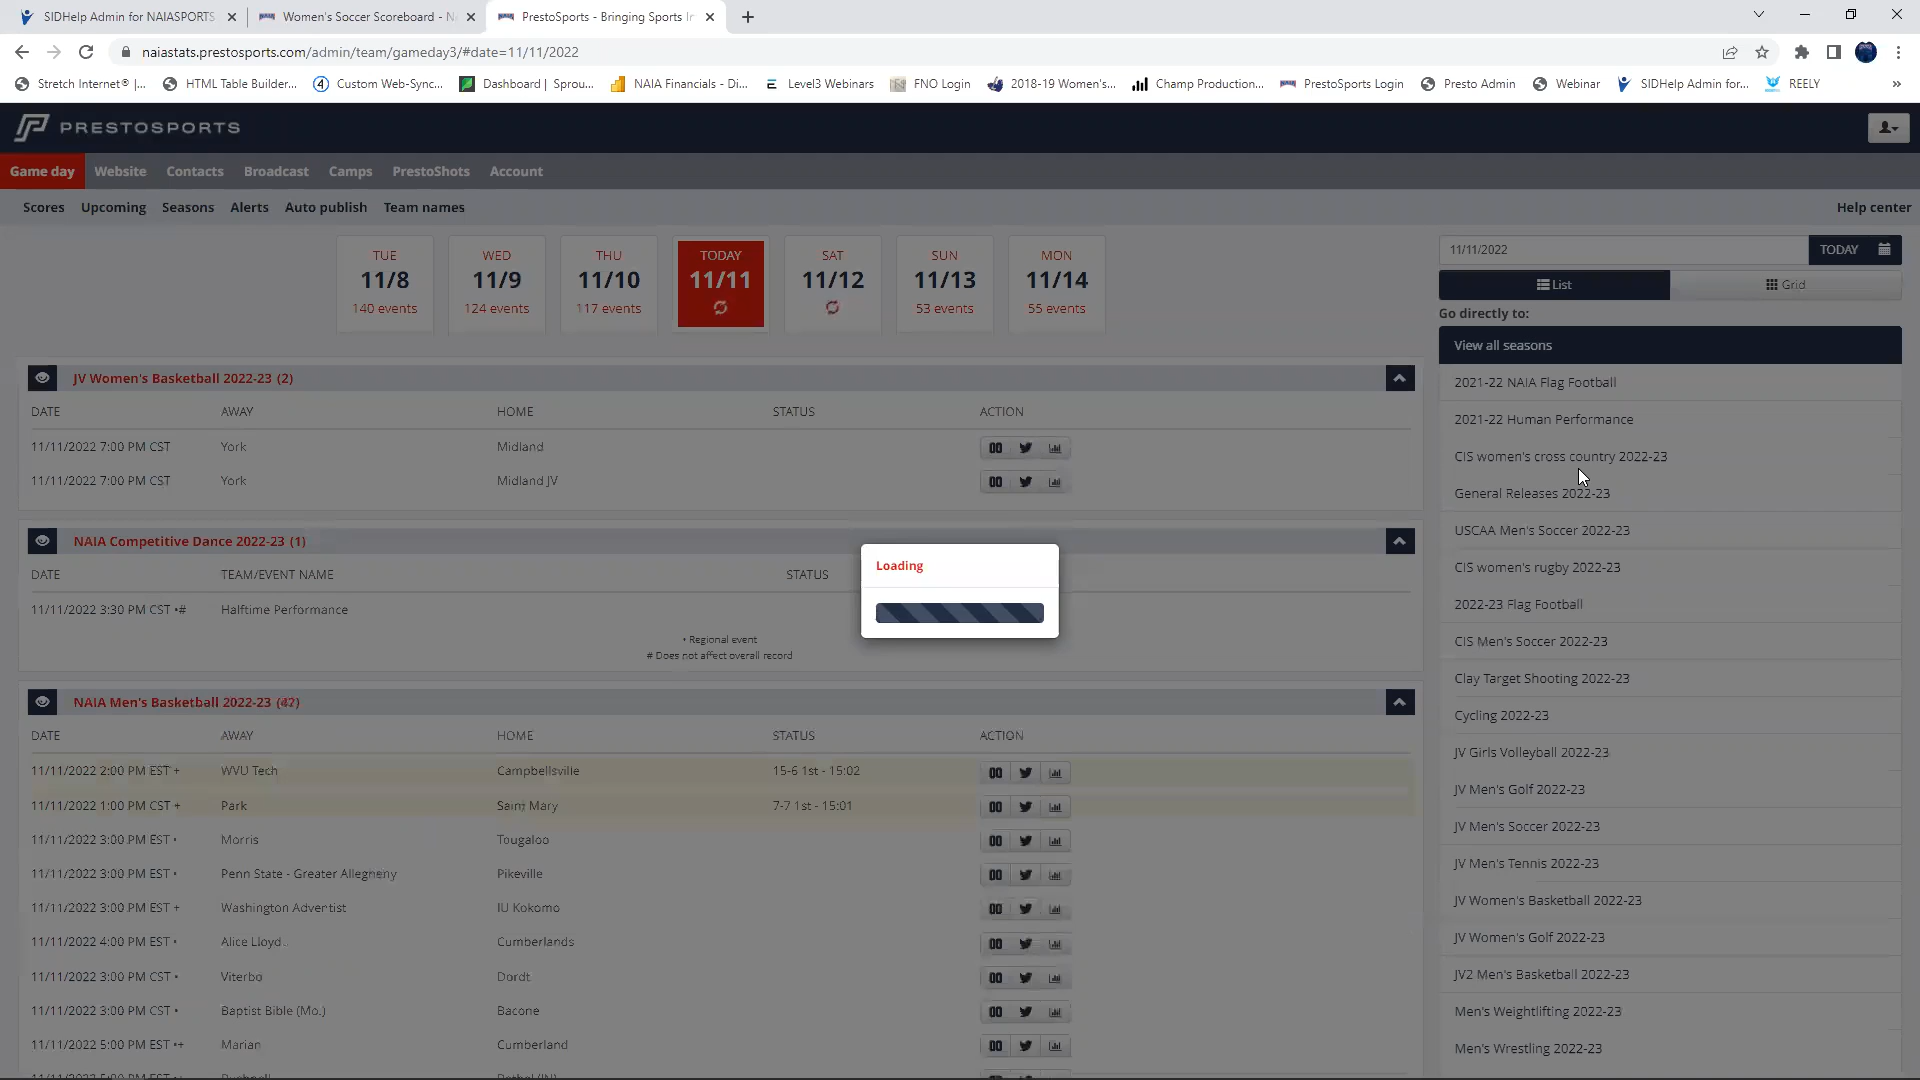 SIDHelp Admin for NAIASPORTS
Women's Soccer Scoreboard - N
PrestoSports - Bringing Sports In
naiastats.prestosports.com/admin/team/gameday3/#date=11/11/2022
Stretch Internet® |...
HTML Table Builder...
Custom Web-Sync...
Dashboard | Sprou...
NAIA Financials - Di...
Level3 Webinars
FNO Login
2018-19 Women's...
Champ Production...
PrestoSports Login
Presto Admin
Webinar
SIDHelp Admin for...
REELY
»
PRESTOSPORTS
Game day Website Contacts Broadcast Camps PrestoShots Account
Scores Upcoming Seasons Alerts Auto publish Team names Help center
TUE
11/8
140 events
WED
11/9
124 events
THU
11/10
117 events
TODAY
11/11
SAT
11/12
SUN
11/13
53 events
MON
11/14
55 events
JV Women's Basketball 2022-23 (2)
DATE AWAY HOME STATUS ACTION
11/11/2022 7:00 PM CST York Midland
11/11/2022 7:00 PM CST York Midland JV
NAIA Competitive Dance 2022-23 (1)
DATE TEAM/EVENT NAME STATUS
11/11/2022 3:30 PM CST •# Halftime Performance
• Regional event
# Does not affect overall record
NAIA Men's Basketball 2022-23
DATE AWAY HOME STATUS ACTION
11/11/2022 2:00 PM EST + WVU Tech Campbellsville 15-6 1st - 15:02
11/11/2022 1:00 PM CST + Park Saint Mary 7-7 1st - 15:01
11/11/2022 3:00 PM EST • Morris Tougaloo
11/11/2022 3:00 PM EST • Penn State - Greater Allegheny Pikeville
11/11/2022 3:00 PM EST + Washington Adventist IU Kokomo
11/11/2022 4:00 PM EST • Alice Lloyd.. Cumberlands
11/11/2022 3:00 PM CST • Viterbo Dordt
11/11/2022 3:00 PM CST • Baptist Bible (Mo.) Bacone
11/11/2022 5:00 PM EST •+ Marian Cumberland
Loading
11/11/2022 TODAY
List Grid
Go directly to:
View all seasons
2021-22 NAIA Flag Football
2021-22 Human Performance
CIS women's cross country 2022-23
General Releases 2022-23
USCAA Men's Soccer 2022-23
CIS women's rugby 2022-23
2022-23 Flag Football
CIS Men's Soccer 2022-23
Clay Target Shooting 2022-23
Cycling 2022-23
JV Girls Volleyball 2022-23
JV Men's Golf 2022-23
JV Men's Soccer 2022-23
JV Men's Tennis 2022-23
JV Women's Basketball 2022-23
JV Women's Golf 2022-23
JV2 Men's Basketball 2022-23
Men's Weightlifting 2022-23
Men's Wrestling 2022-23